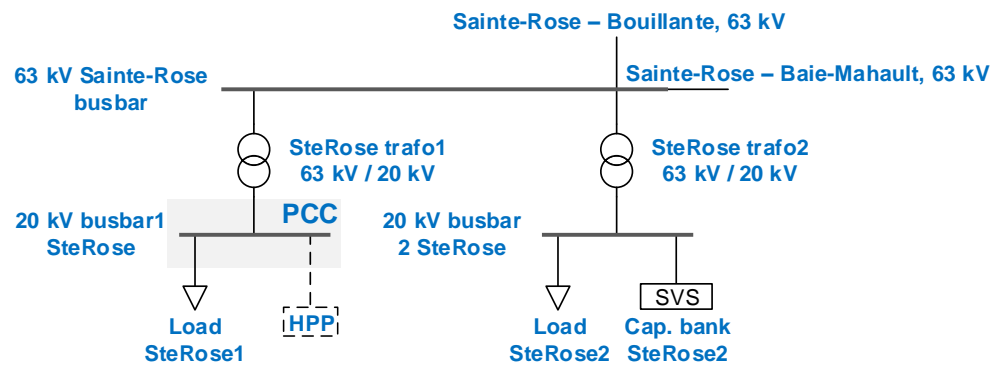 Sainte-Rose – Bouillante, 63 kV
63 kV Sainte-Rose
busbar
Sainte-Rose – Baie-Mahault, 63 kV
SteRose trafo1
63 kV / 20 kV
SteRose trafo2
63 kV / 20 kV
20 kV busbar1
SteRose
PCC
20 kV busbar
2 SteRose
HPP
SVS
Load
SteRose1
Load
SteRose2
Cap. bank
SteRose2